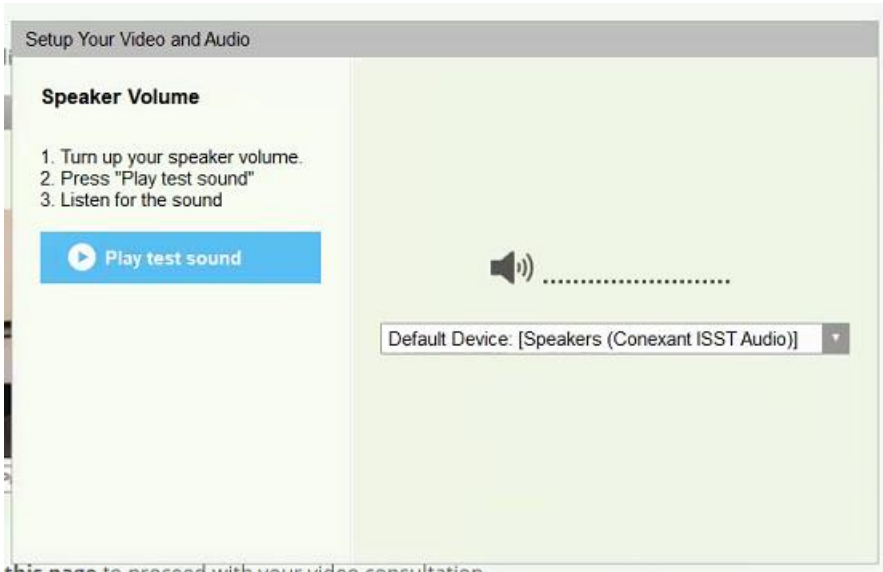 Setup Your Video and Audio
Speaker Volume
1. Turn up your speaker volume.
2. Press "Play test sound"
3. Listen for the sound
Play test sound
Default Device: [Speakers (Conexant ISST Audio)]
this page to proceed with your video consultation